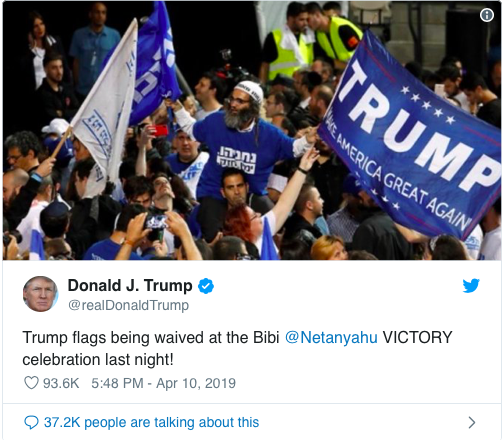 TRUMP
MAKE AMERICA GREAT AGAIN
Donald J. Trump
@realDonaldTrump
Trump flags being waived at the Bibi @Netanyahu VICTORY
celebration last night!
93.6K 5:48 PM - Apr 10, 2019
37.2K people are talking about this